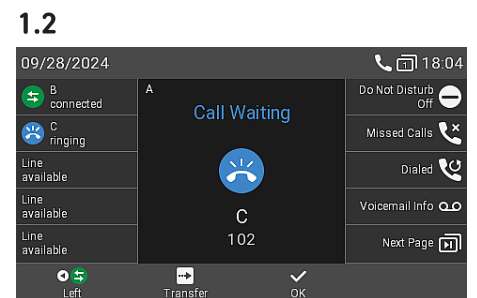 1.2
09/28/2024
1
18:04
B
connected
C
ringing
Line
available
Line
available
Line
available
A
Call Waiting
C
102
Do Not Disturb
Off
Missed Calls
Dialed
Voicemail Info
Next Page
Left
Transfer
OK